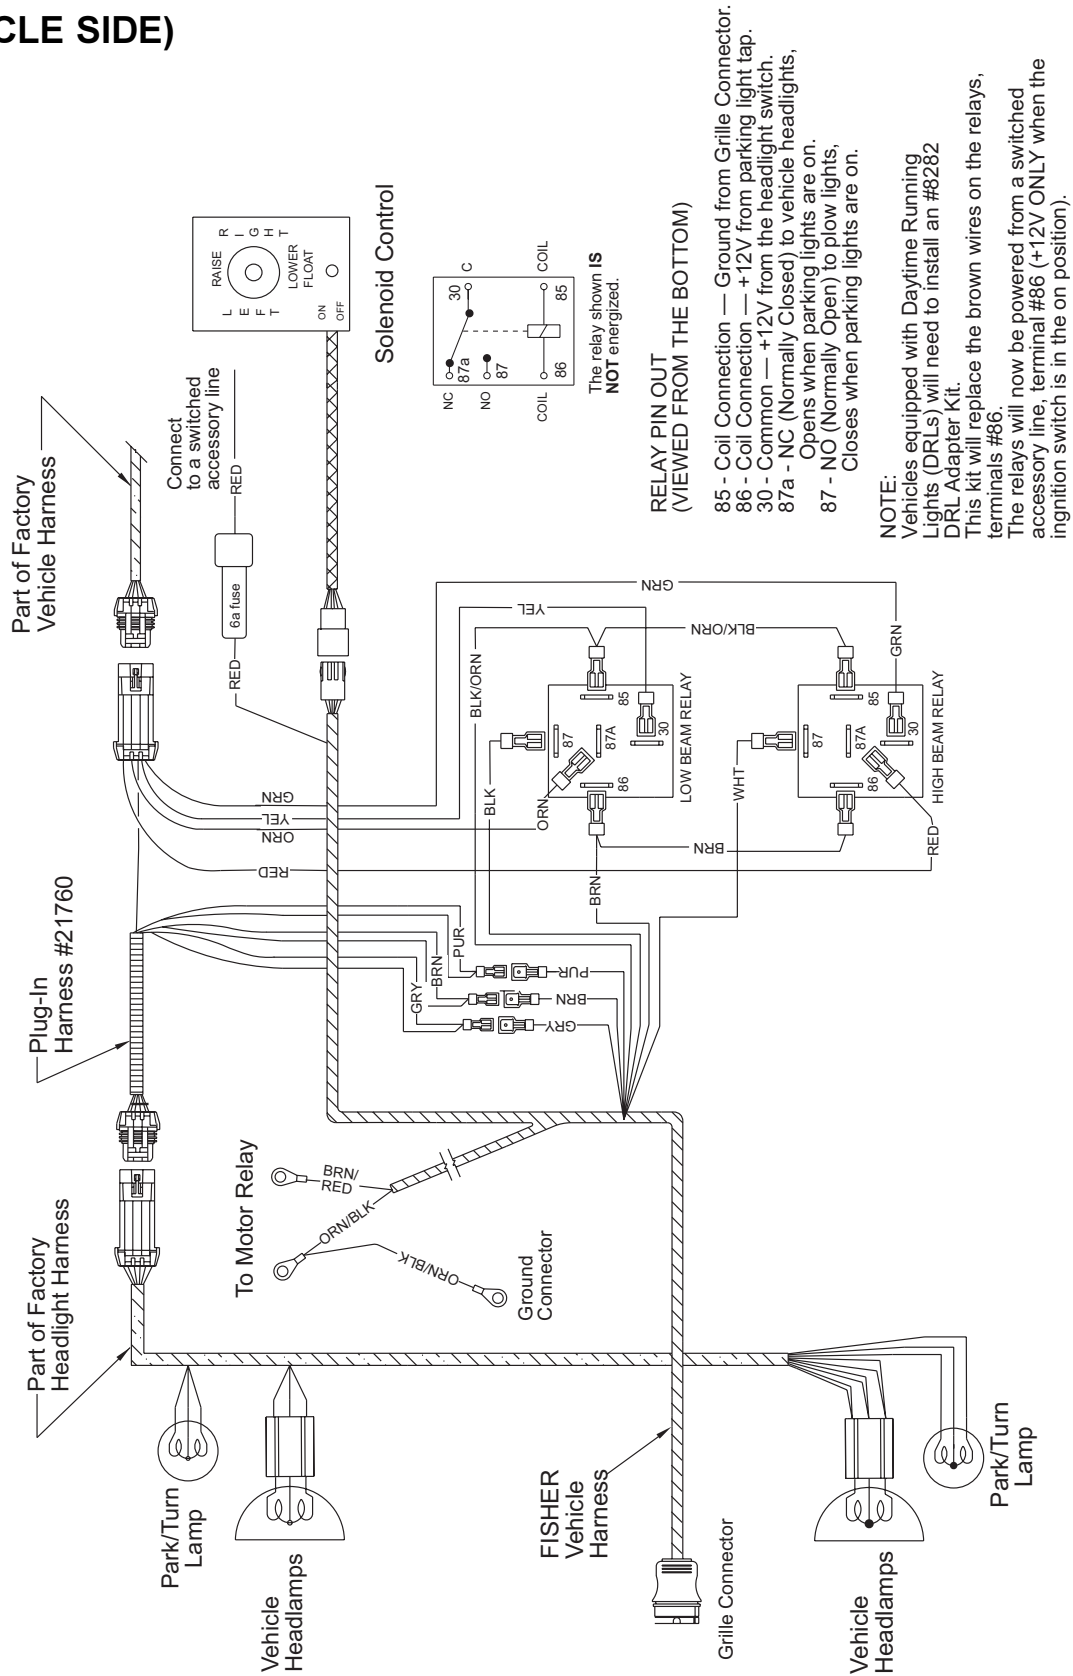 CLE SIDE)
Part of Factory
Vehicle Harness
Plug-In
Harness #21760
Part of Factory
Headlight Harness
Connect
to a switched
accessory line
RED
6a fuse
RED
RAISE
LEFT
RIGHT
LOWER
FLOAT
ON
OFF
Solenoid Control
NC
87a
30
C
NO
87
COIL
86
85
COIL
The relay shown IS
NOT energized.
RELAY PIN OUT
(VIEWED FROM THE BOTTOM)
85 - Coil Connection — Ground from Grille Connector.
86 - Coil Connection — +12V from parking light tap.
30 - Common — +12V from the headlight switch.
87a - NC (Normally Closed) to vehicle headlights,
Opens when parking lights are on.
87 - NO (Normally Open) to plow lights,
Closes when parking lights are on.
NOTE:
Vehicles equipped with Daytime Running
Lights (DRLs) will need to install an #8282
DRL Adapter Kit.
This kit will replace the brown wires on the relays,
terminals #86.
The relays will now be powered from a switched
accessory line, terminal #86 (+12V ONLY when the
ingnition switch is in the on position).
GRN
YEL
ORN
RED
GRN
YEL
BLK/ORN
BLK/ORN
BLK
ORN
BRN
BRN
WHT
RED
GRN
87
87A
85
86
30
LOW BEAM RELAY
87
87A
85
86
30
HIGH BEAM RELAY
PUR
BRN
GRY
PUR
BRN
GRY
To Motor Relay
BRN/
RED
ORN/BLK
ORN/BLK
Ground
Connector
Park/Turn
Lamp
Vehicle
Headlamps
FISHER
Vehicle
Harness
Grille Connector
Vehicle
Headlamps
Park/Turn
Lamp